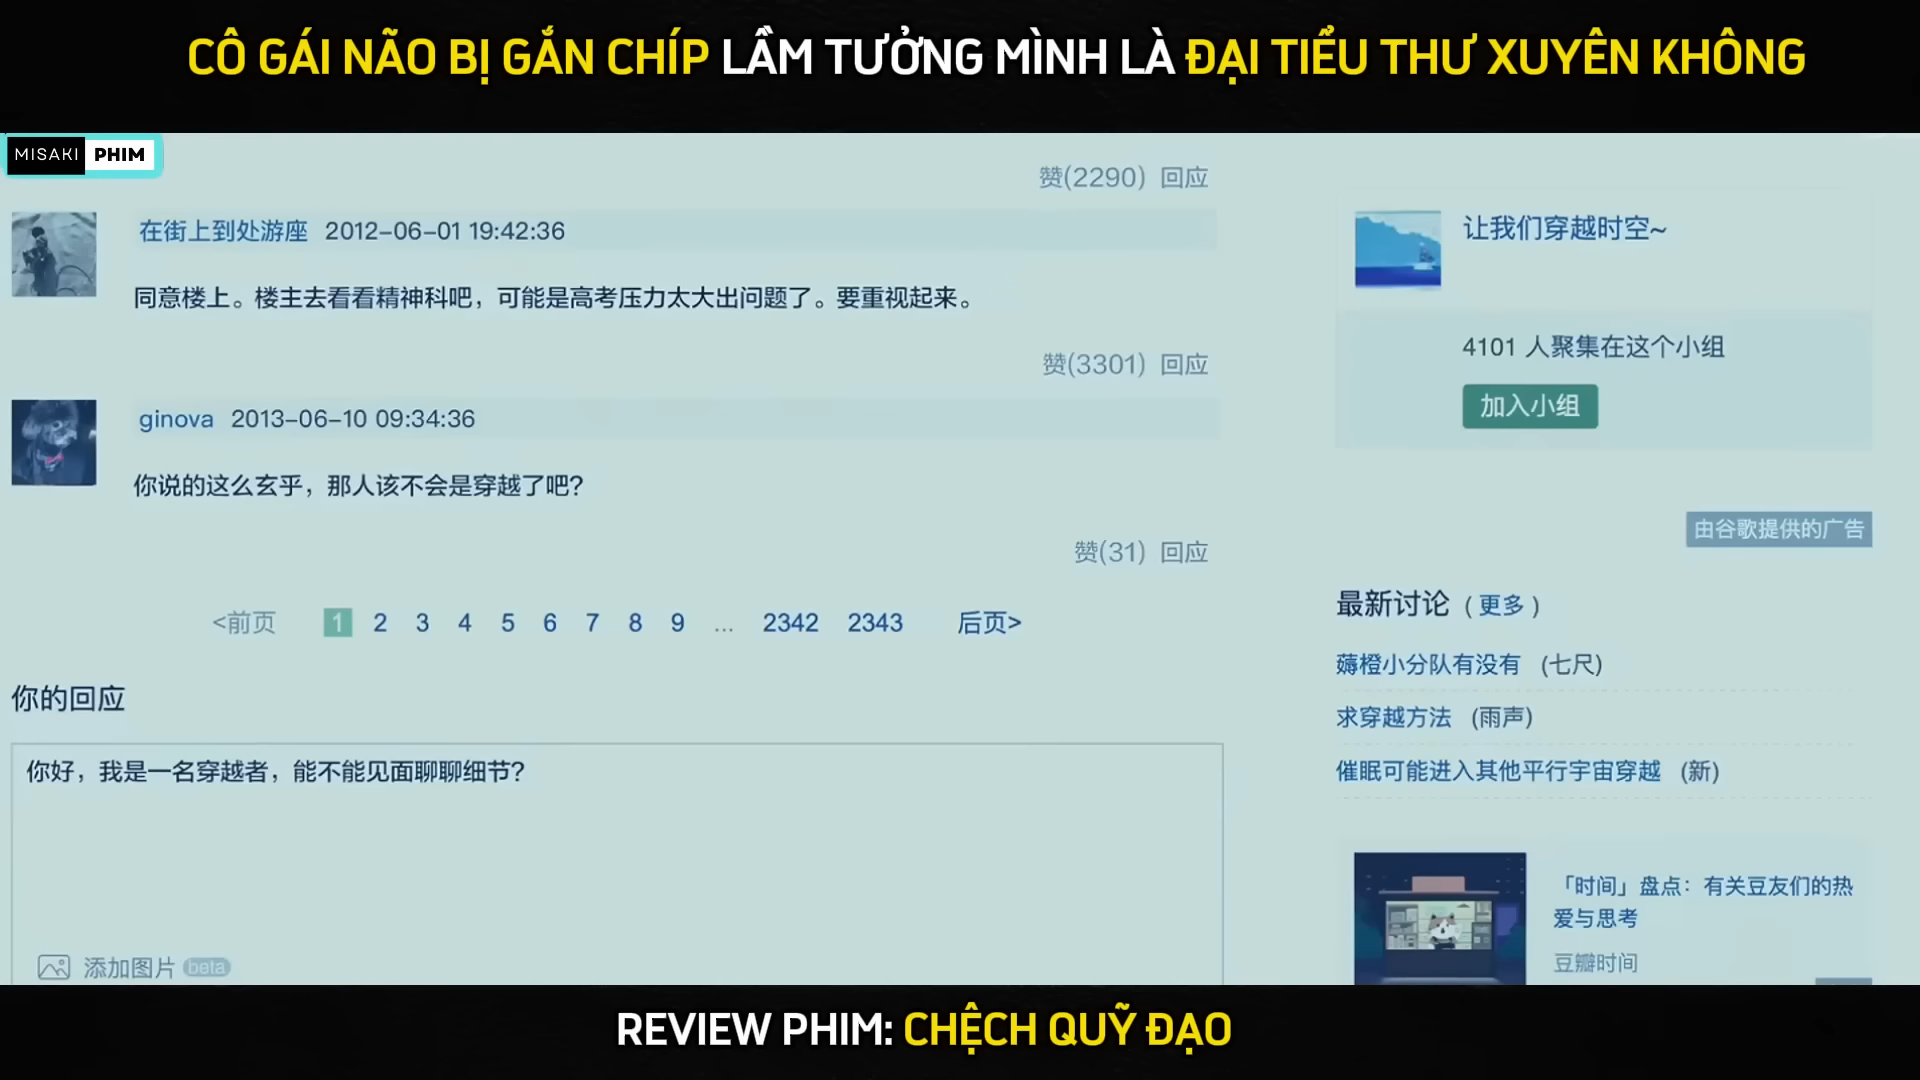 CÔ GÁI NÃO BỊ GẮN CHÍP LẦM TƯỞNG MÌNH LÀ ĐẠI TIỂU THƯ XUYÊN KHÔNG
MISAKI PHIM
赞(2290) 回应
在街上到处游座 2012-06-01 19:42:36
同意楼上。楼主去看看精神科吧，可能是高考压力太大出问题了。要重视起来。
赞(3301) 回应
ginova 2013-06-10 09:34:36
你说的这么玄乎，那人该不会是穿越了吧？
赞(31) 回应
<前页 1 2 3 4 5 6 7 8 9 ... 2342 2343 后页>
你的回应
你好，我是一名穿越者，能不能见面聊聊细节？
添加图片 beta
让我们穿越时空~
4101 人聚集在这个小组
加入小组
由谷歌提供的广告
最新讨论 ( 更多 )
薅橙小分队有没有 (七尺)
求穿越方法 (雨声)
催眠可能进入其他平行宇宙穿越 (新)
「时间」盘点：有关豆友们的热
爱与思考
豆瓣时间
REVIEW PHIM: CHỆCH QUỸ ĐẠO